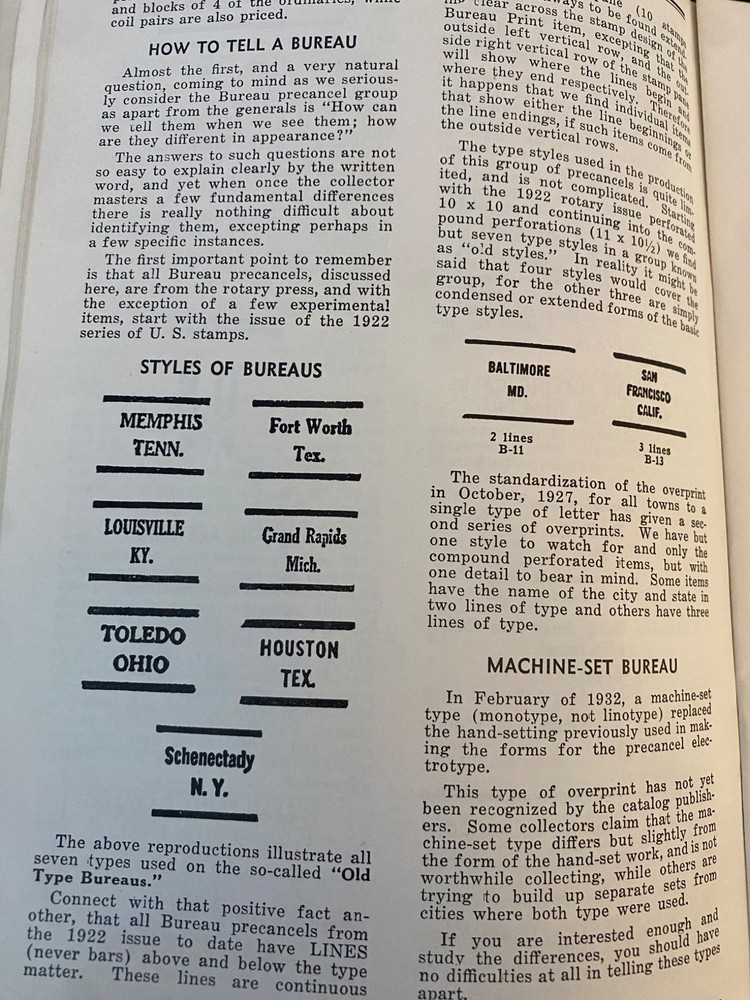 and blocks of 4 of the ordinaries, while
coil pairs are also priced.
HOW TO TELL A BUREAU
Almost the first, and a very natural
question, coming to mind as we serious-
ly consider the Bureau precancel group
as apart from the generals is "How can
we tell them when we see them; how
are they different in appearance?"
The answers to such questions are not
so easy to explain clearly by the written
word, and yet when once the collector
masters a few fundamental differences
there is really nothing difficult about
identifying them, excepting perhaps in
a few specific instances.
The first important point to remember
is that all Bureau precancels, discussed
here, are from the rotary press, and with
the exception of a few experimental
items, start with the issue of the 1922
series of U. S. stamps.
STYLES OF BUREAUS
MEMPHIS
TENN.
Fort Worth
Tex.
LOUISVILLE
KY.
Grand Rapids
Mich.
TOLEDO
OHIO
HOUSTON
TEX.
Schenectady
N. Y.
The above reproductions illustrate all
seven types used on the so-called "Old
Type Bureaus."
Connect with that positive fact an-
other, that all Bureau precancels from
the 1922 issue to date have LINES
(never bars) above and below the type
matter. These lines are continuous
(10 stamps
ways to be found extend
clear across the stamp design of the
Bureau Print item, excepting that the
outside left vertical row, and the out-
side right vertical row of the stamp pane
will show where the lines begin and
where they end respectively. Therefore
it happens that we find individual items
that show either the line beginnings or
the line endings, if such items come from
the outside vertical rows.
The type styles used in the production
of this group of precancels is quite lim-
ited, and is not complicated. Starting
with the 1922 rotary issue perforated
10 x 10 and continuing into the com-
pound perforations (11 x 10½) we find
but seven type styles in a group known
as "old styles." In reality it might be
said that four styles would cover the
group, for the other three are simply
condensed or extended forms of the basic
type styles.
BALTIMORE
MD.
2 lines
B-11
SAN
FRANCISCO
CALIF.
3 lines
B-13
The standardization of the overprint
in October, 1927, for all towns to a
single type of letter has given a sec-
ond series of overprints. We have but
one style to watch for and only the
compound perforated items, but with
one detail to bear in mind. Some items
have the name of the city and state in
two lines of type and others have three
lines of type.
MACHINE-SET BUREAU
In February of 1932, a machine-set
type (monotype, not linotype) replaced
the hand-setting previously used in mak-
ing the forms for the precancel elec-
trotype.
This type of overprint has not yet
been recognized by the catalog publish-
ers. Some collectors claim that the ma-
chine-set type differs but slightly from
the form of the hand-set work, and is not
worthwhile collecting, while others are
trying to build up separate sets from
cities where both type were used.
If you are interested enough and
study the differences, you should have
no difficulties at all in telling these types
apart.